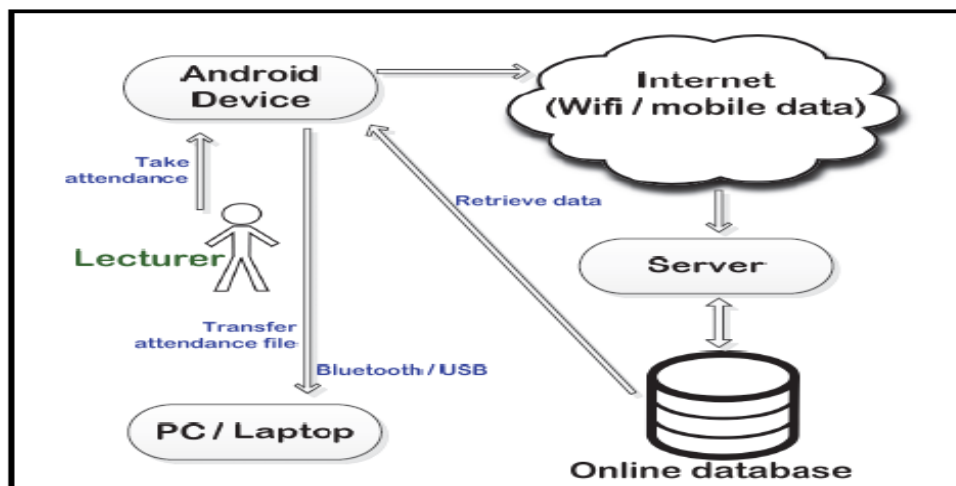 Android
Device
Internet
(Wifi / mobile data)
Take
attendance
Retrieve data
Lecturer
Server
Transfer
attendance file
Bluetooth / USB
PC / Laptop
Online database